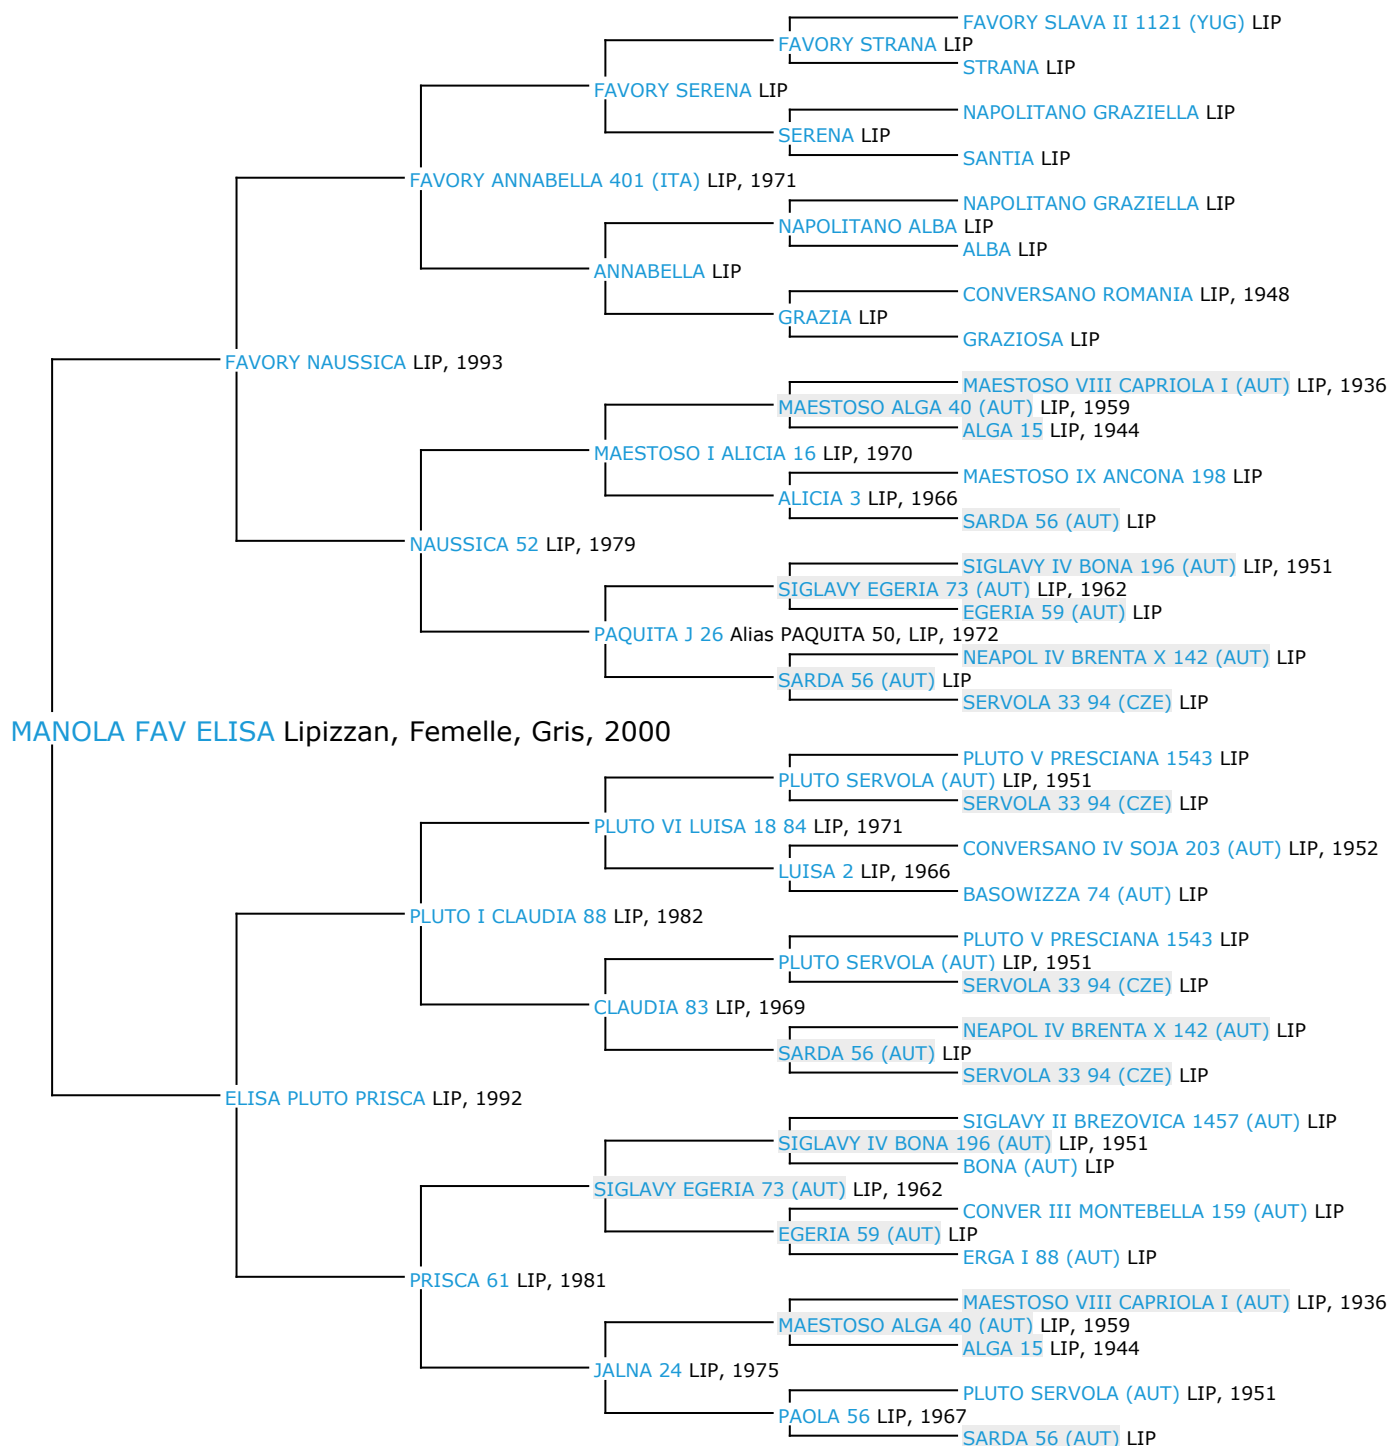 FAVORY SLAVA II 1121 (YUG) LIP
FAVORY STRANA LIP
STRANA LIP
FAVORY SERENA LIP
NAPOLITANO GRAZIELLA LIP
SERENA LIP
SANTIA LIP
FAVORY ANNABELLA 401 (ITA) LIP, 1971
NAPOLITANO GRAZIELLA LIP
NAPOLITANO ALBA LIP
ALBA LIP
ANNABELLA LIP
CONVERSANO ROMANIA LIP, 1948
GRAZIA LIP
GRAZIOSA LIP
FAVORY NAUSSICA LIP, 1993
MAESTOSO VIII CAPRIOLA I (AUT) LIP, 1936
MAESTOSO ALGA 40 (AUT) LIP, 1959
ALGA 15 LIP, 1944
MAESTOSO I ALICIA 16 LIP, 1970
MAESTOSO IX ANCONA 198 LIP
ALICIA 3 LIP, 1966
SARDA 56 (AUT) LIP
NAUSSICA 52 LIP, 1979
SIGLAVY IV BONA 196 (AUT) LIP, 1951
SIGLAVY EGERIA 73 (AUT) LIP, 1962
EGERIA 59 (AUT) LIP
PAQUITA J 26 Alias PAQUITA 50, LIP, 1972
NEAPOL IV BRENTA X 142 (AUT) LIP
SARDA 56 (AUT) LIP
SERVOLA 33 94 (CZE) LIP
MANOLA FAV ELISA Lipizzan, Femelle, Gris, 2000
PLUTO V PRESCIANA 1543 LIP
PLUTO SERVOLA (AUT) LIP, 1951
SERVOLA 33 94 (CZE) LIP
PLUTO VI LUISA 18 84 LIP, 1971
CONVERSANO IV SOJA 203 (AUT) LIP, 1952
LUISA 2 LIP, 1966
BASOWIZZA 74 (AUT) LIP
PLUTO I CLAUDIA 88 LIP, 1982
PLUTO V PRESCIANA 1543 LIP
PLUTO SERVOLA (AUT) LIP, 1951
SERVOLA 33 94 (CZE) LIP
CLAUDIA 83 LIP, 1969
NEAPOL IV BRENTA X 142 (AUT) LIP
SARDA 56 (AUT) LIP
SERVOLA 33 94 (CZE) LIP
ELISA PLUTO PRISCA LIP, 1992
SIGLAVY II BREZOVICA 1457 (AUT) LIP
SIGLAVY IV BONA 196 (AUT) LIP, 1951
BONA (AUT) LIP
SIGLAVY EGERIA 73 (AUT) LIP, 1962
CONVER III MONTEBELLA 159 (AUT) LIP
EGERIA 59 (AUT) LIP
ERGA I 88 (AUT) LIP
PRISCA 61 LIP, 1981
MAESTOSO VIII CAPRIOLA I (AUT) LIP, 1936
MAESTOSO ALGA 40 (AUT) LIP, 1959
ALGA 15 LIP, 1944
JALNA 24 LIP, 1975
PLUTO SERVOLA (AUT) LIP, 1951
PAOLA 56 LIP, 1967
SARDA 56 (AUT) LIP